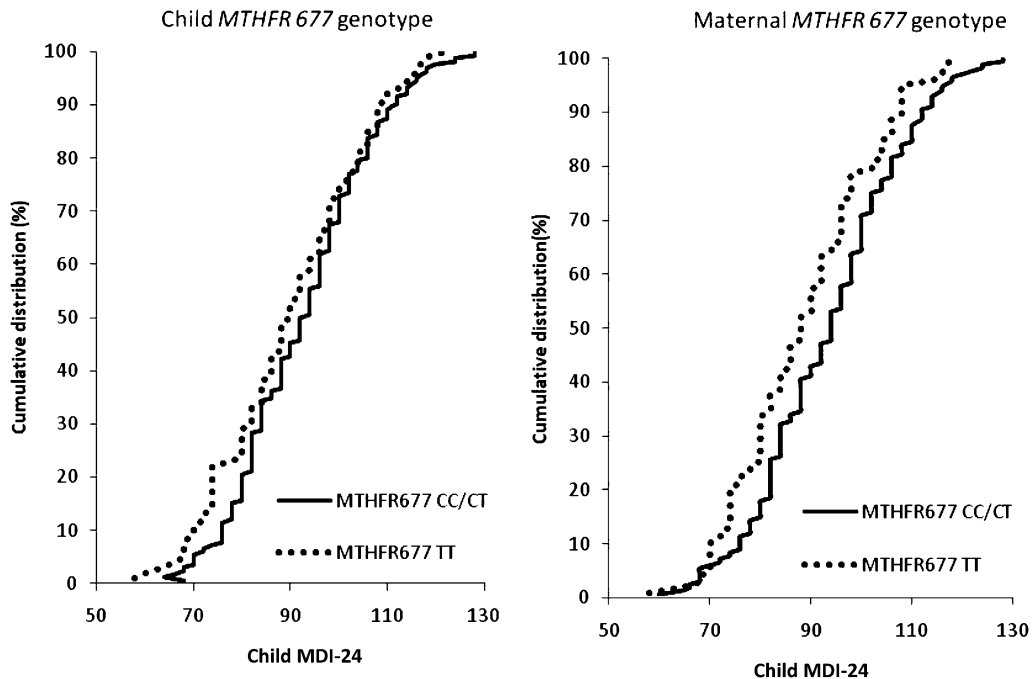 Child MTHFR 677 genotype
Cumulative distribution (%)
100
90
80
70
60
50
40
30
20
10
0
MTHFR677 CC/CT
MTHFR677 TT
50 70 90 110 130
Child MDI-24
Maternal MTHFR 677 genotype
Cumulative distribution(%)
100
90
80
70
60
50
40
30
20
10
0
MTHFR677 CC/CT
MTHFR677 TT
50 70 90 110 130
Child MDI-24